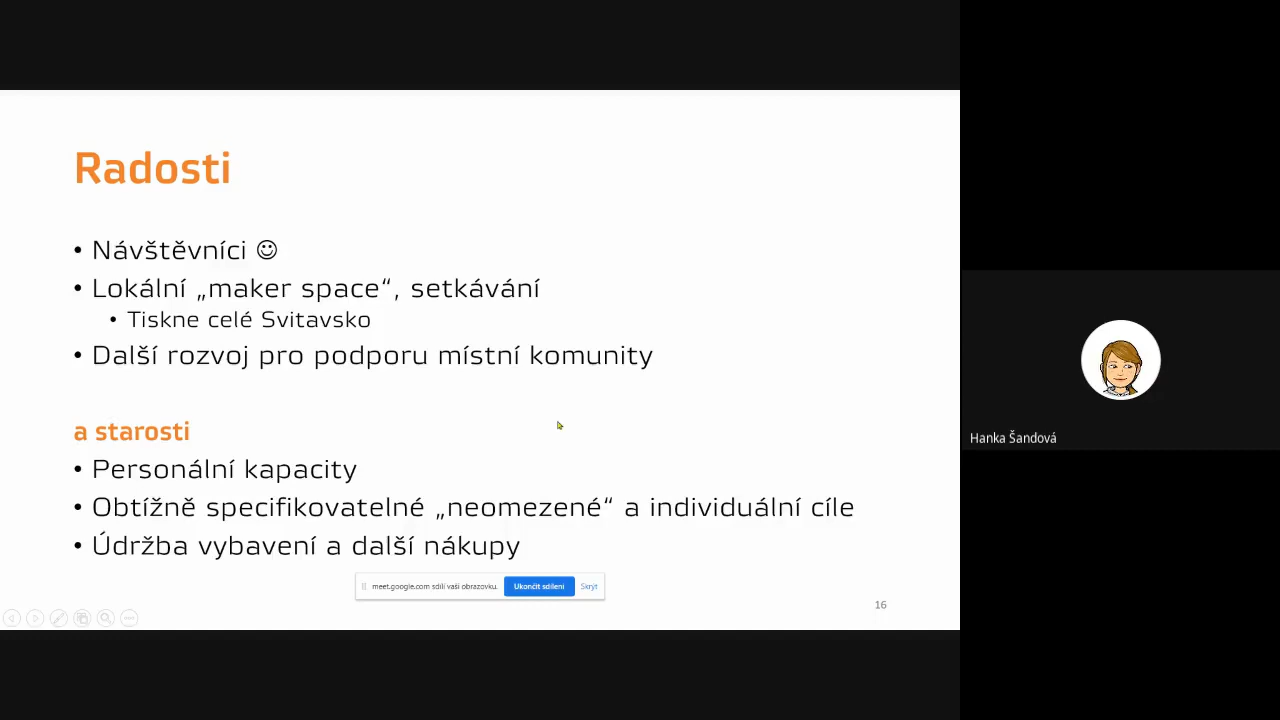 Radosti
• Návštěvníci ☺
• Lokální „maker space“, setkávání
• Tiskne celé Svitavsko
• Další rozvoj pro podporu místní komunity
a starosti
• Personální kapacity
• Obtížně specifikovatelné „neomezené“ a individuální cíle
• Údržba vybavení a další nákupy
meet.google.com sdílí vaši obrazovku. Ukončit sdílení Skrýt
16
Hanka Šandová